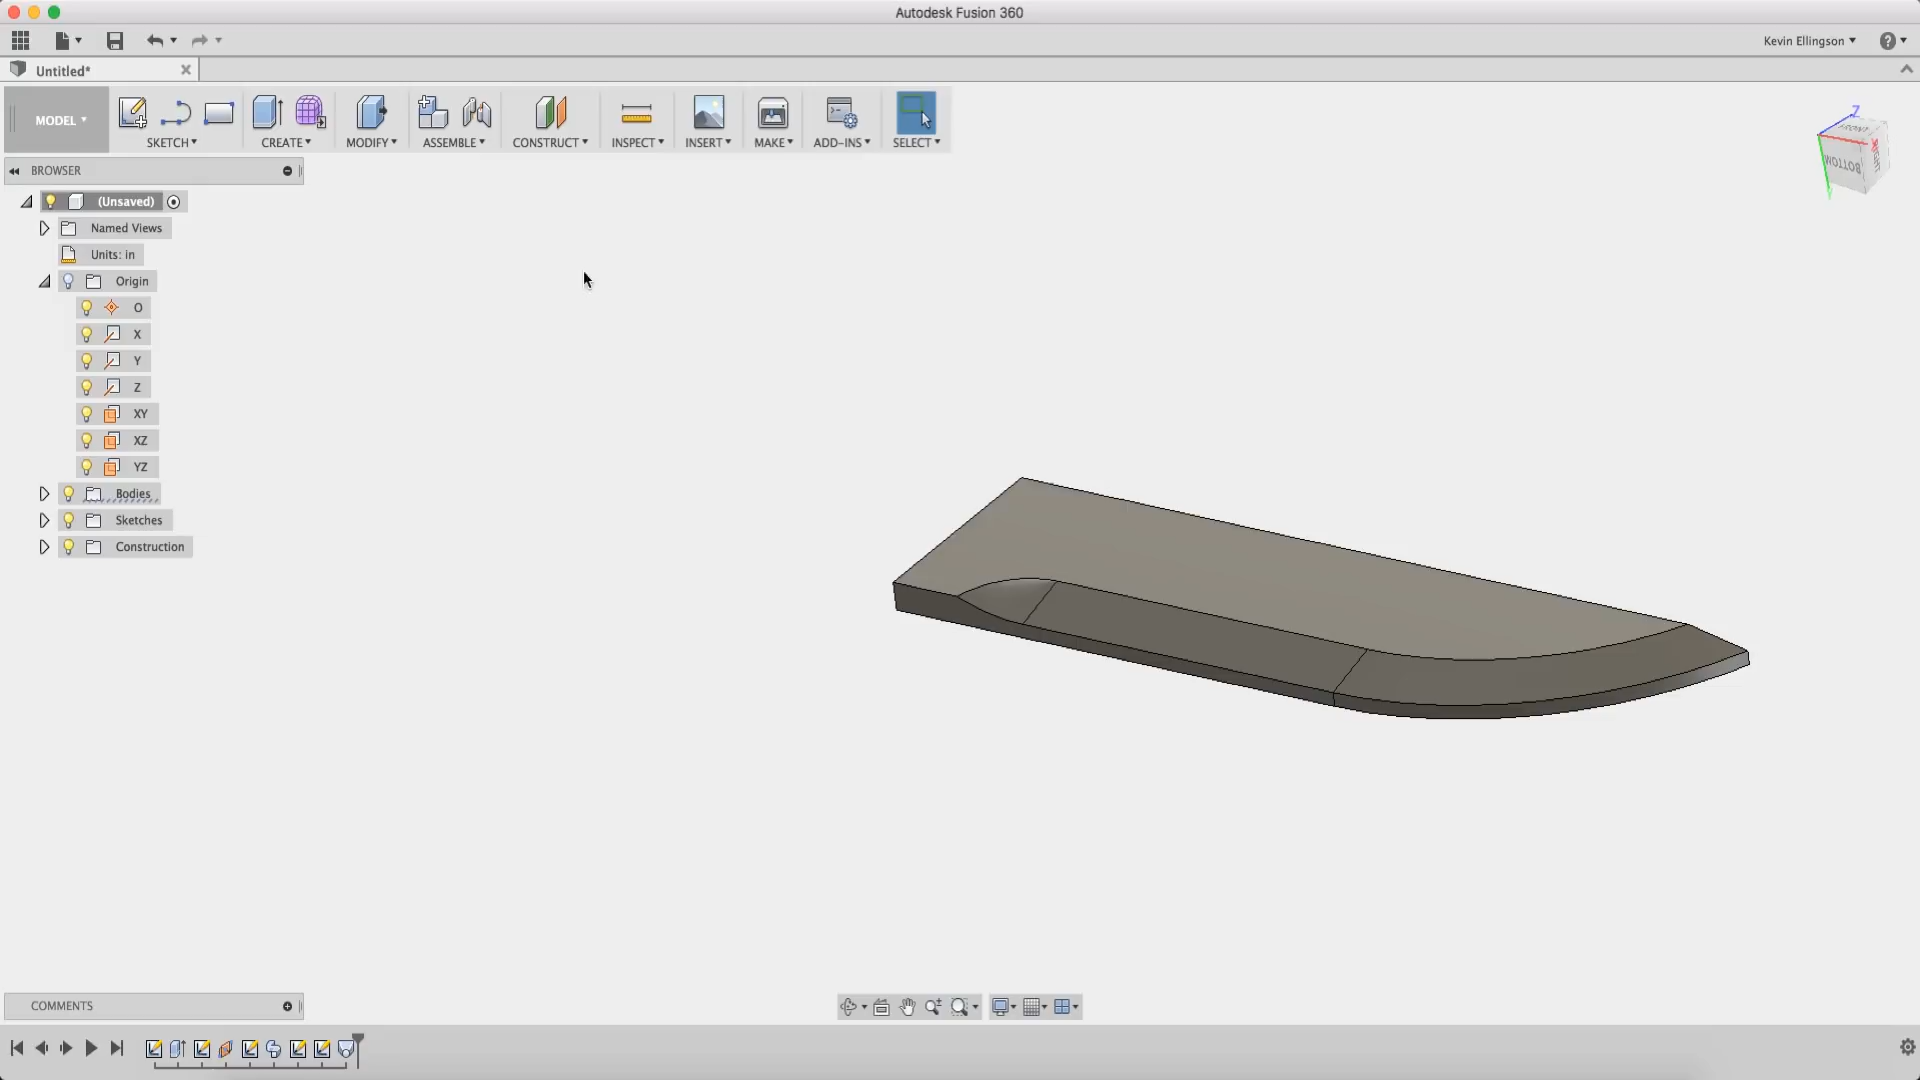 Autodesk Fusion 360
Kevin Ellingson
Untitled*
MODEL
SKETCH
CREATE
MODIFY
ASSEMBLE
CONSTRUCT
INSPECT
INSERT
MAKE
ADD-INS
SELECT
Z
X
BOTTOM
BROWSER
(Unsaved)
Named Views
Units: in
Origin
O
X
Y
Z
XY
XZ
YZ
Bodies
Sketches
Construction
COMMENTS